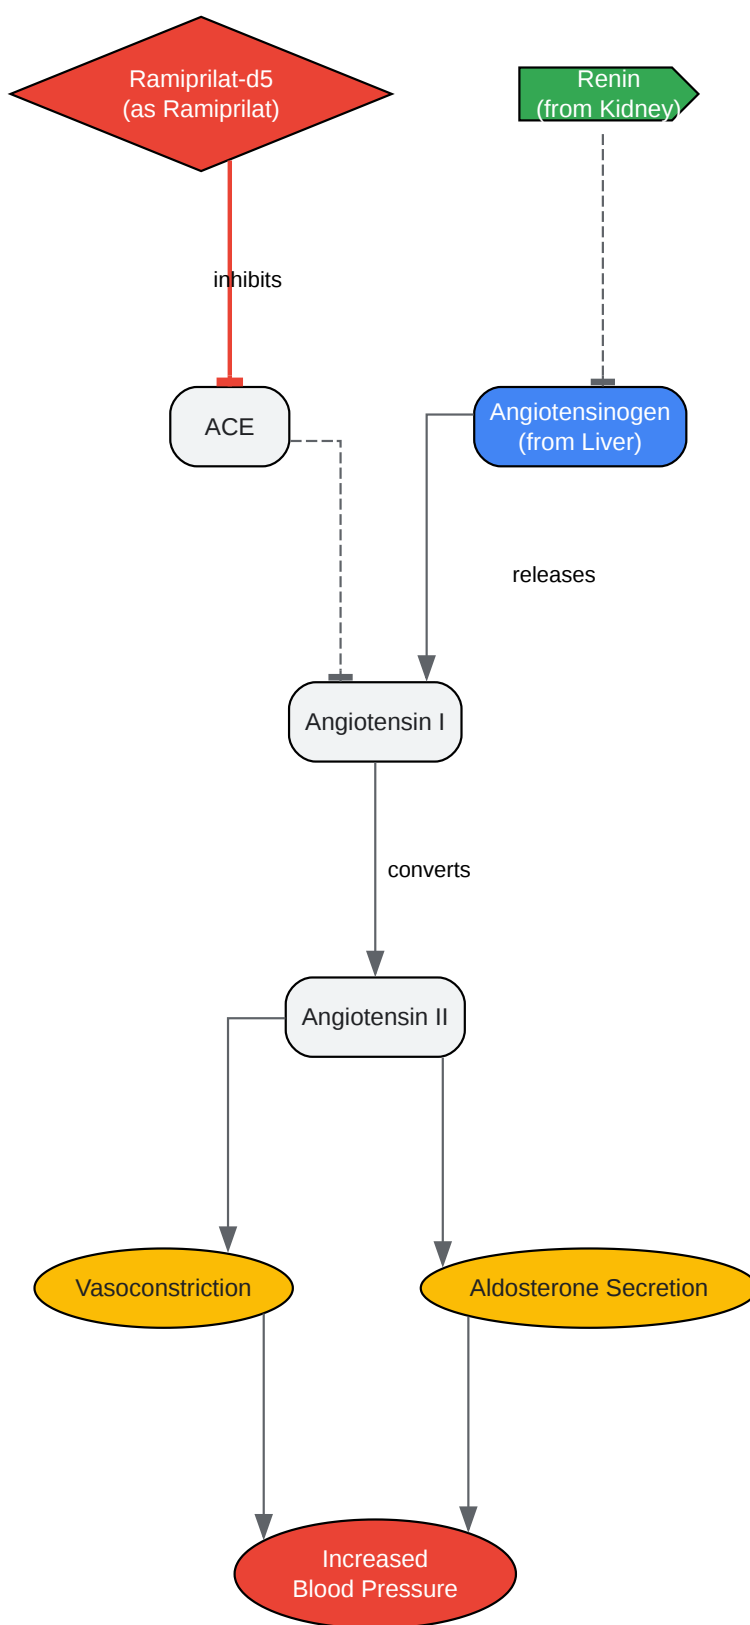 Ramiprilat-d5
(as Ramiprilat)
Renin
(from Kidney)
inhibits
ACE
Angiotensinogen
(from Liver)
releases
Angiotensin I
converts
Angiotensin II
Vasoconstriction
Aldosterone Secretion
Increased
Blood Pressure